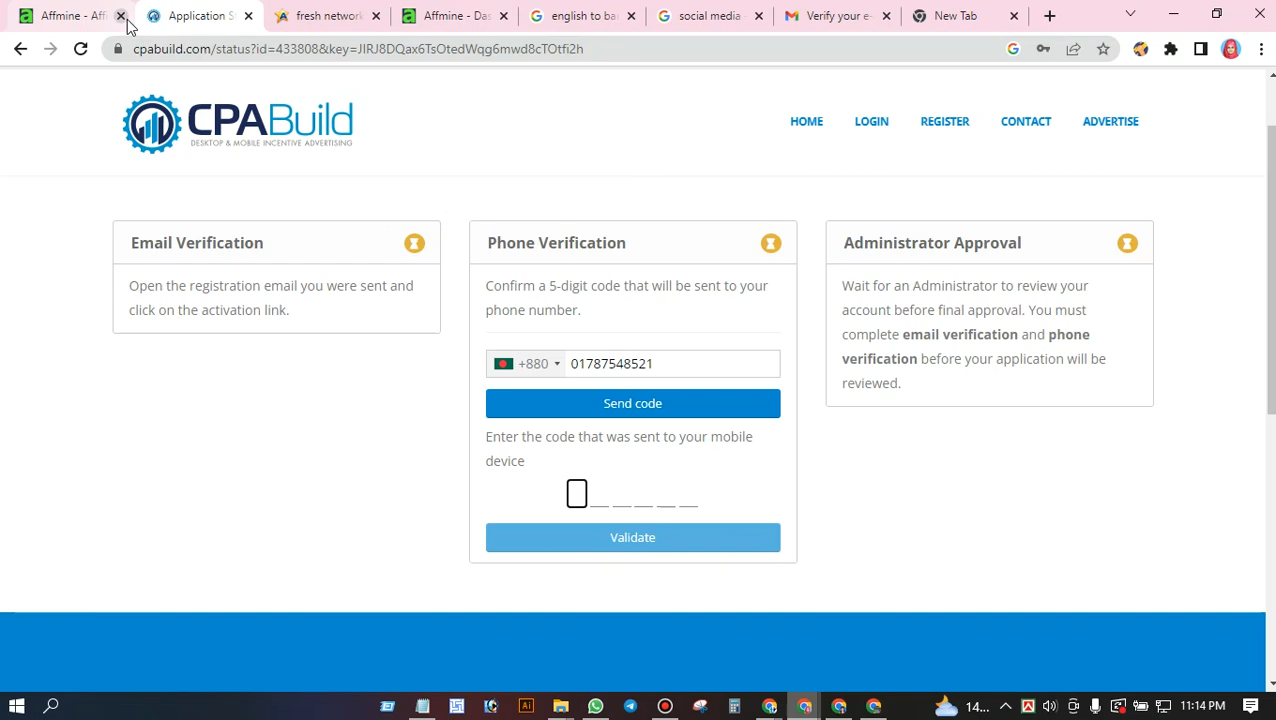 Affmine - Affi
Application S
fresh network
Affmine - Das
english to ba
social m
Verify your e-
New Tab
cpabuild.com/status?id=433808&key=JIRJ8DQax6TsOtedWqg6mwd8cTOtfi2h
CPABuild
DESKTOP & MOBILE INCENTIVE ADVERTISING
HOME
LOGIN
REGISTER
CONTACT
ADVERTISE
Email Verification
Open the registration email you were sent and
click on the activation link.
Phone Verification
Confirm a 5-digit code that will be sent to your
phone number.
+880
01787548521
Send code
Enter the code that was sent to your mobile
device
Validate
Administrator Approval
Wait for an Administrator to review your
account before final approval. You must
complete email verification and phone
verification before your application will be
reviewed.
Ai
14...
11:14 PM